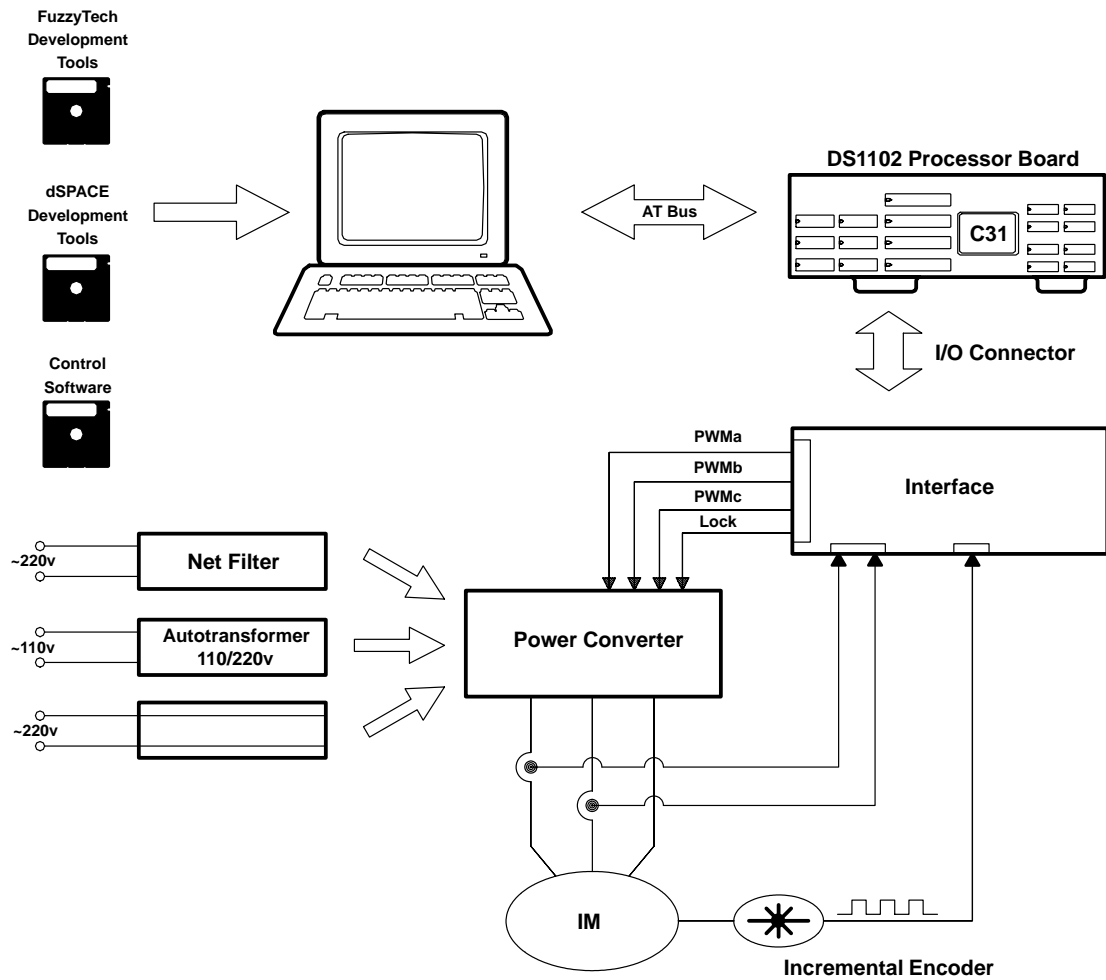 FuzzyTech
Development
Tools
dSPACE
Development
Tools
Control
Software
AT Bus
DS1102 Processor Board
C31
I/O Connector
PWMa
PWMb
PWMc
Lock
Interface
~220v
Net Filter
~110v
Autotransformer
110/220v
~220v
Power Converter
IM
Incremental Encoder